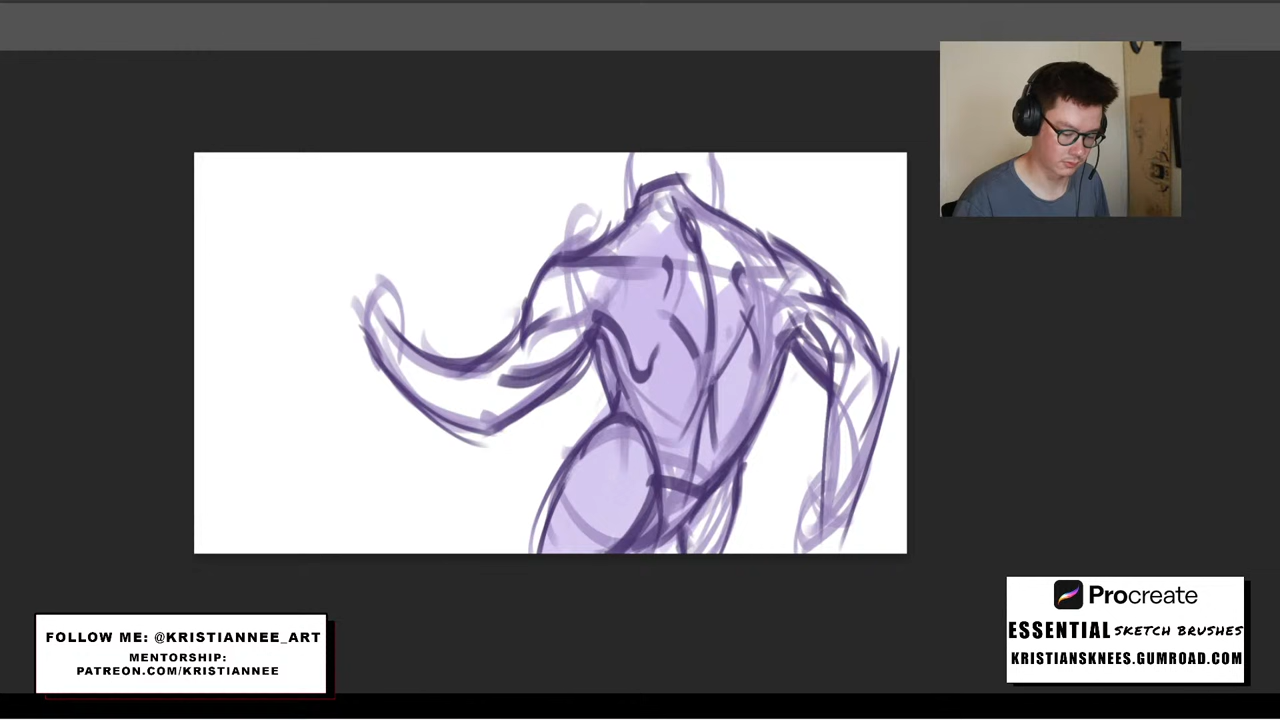 FOLLOW ME: @KRISTIANNEE_ART
MENTORSHIP:
PATREON.COM/KRISTIANNEE
Procreate
ESSENTIAL SKETCH BRUSHES
KRISTIANSKNEES.GUMROAD.COM